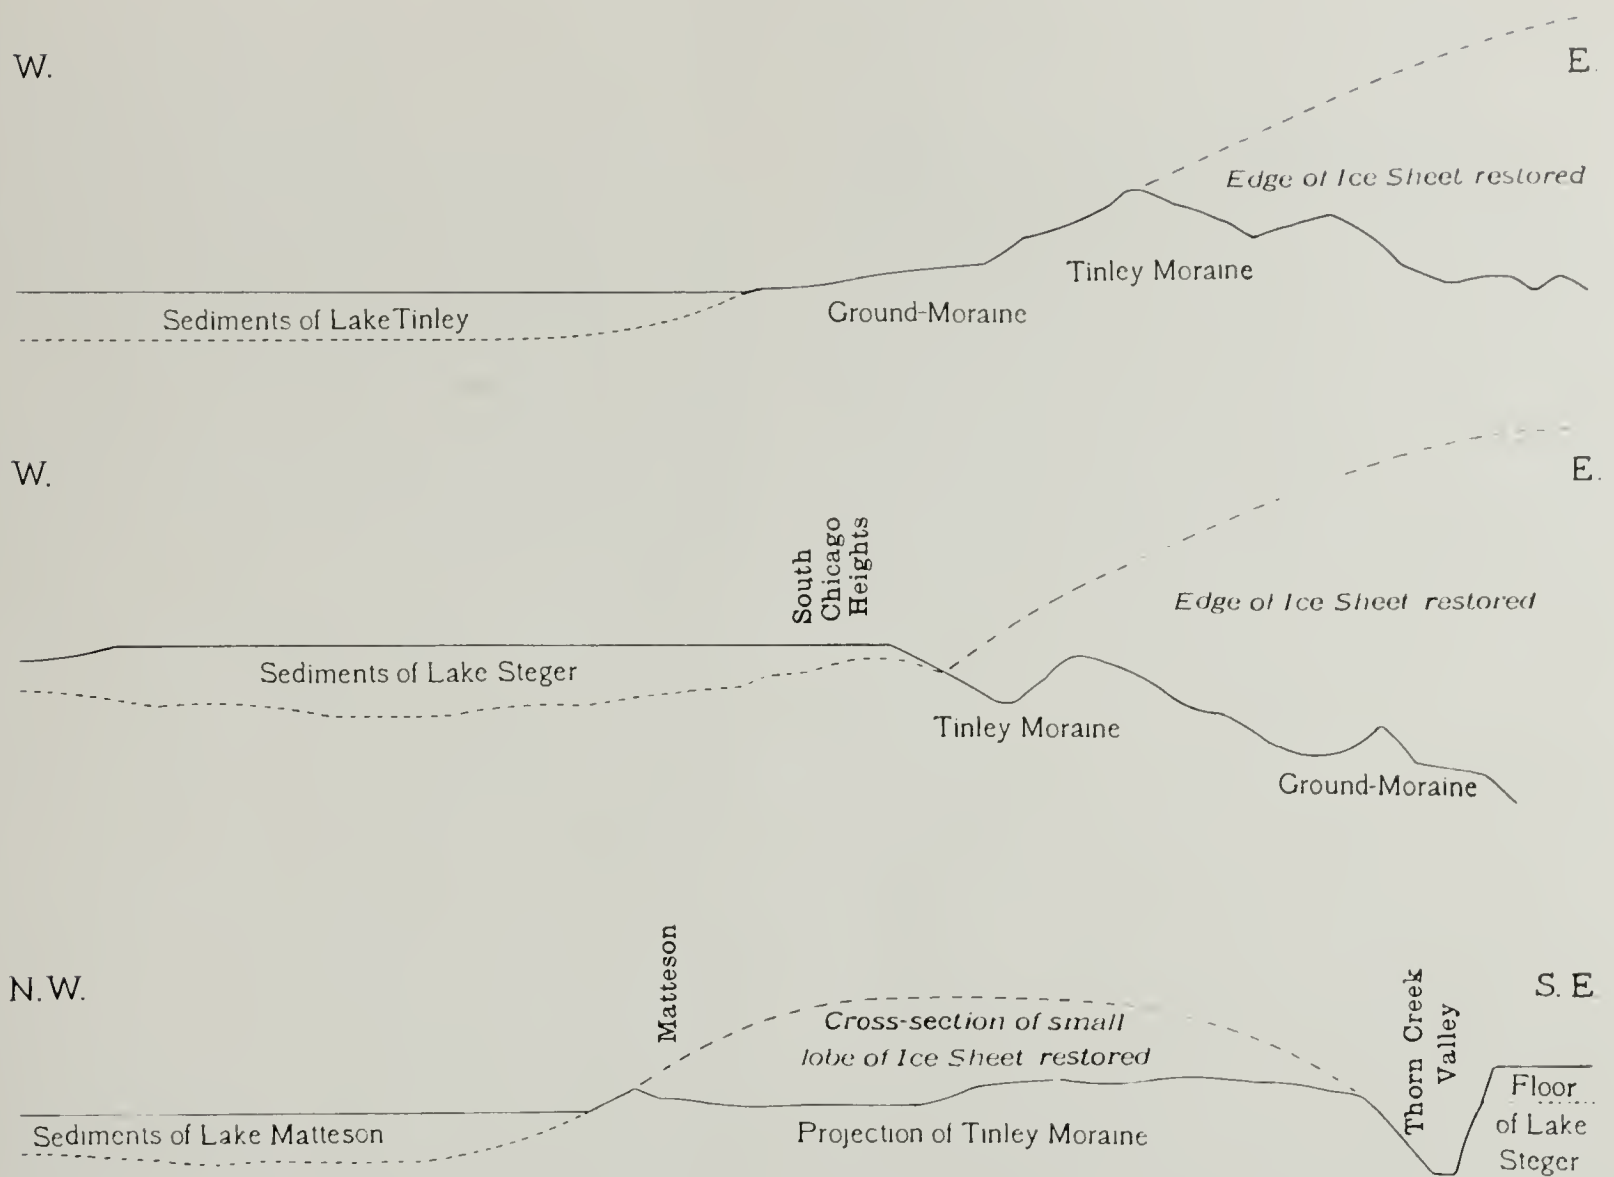 W.
E.
Edge of Ice Sheet restored
Tinley Moraine
Ground-Moraine
Sediments of Lake Tinley
W.
E.
South
Chicago
Heights
Edge of Ice Sheet restored
Sediments of Lake Steger
Tinley Moraine
Ground-Moraine
N.W.
Matteson
Thorn Creek
Valley
S. E
Cross-section of small
lobe of Ice Sheet restored
Floor
of Lake
Steger
Sediments of Lake Matteson
Projection of Tinley Moraine